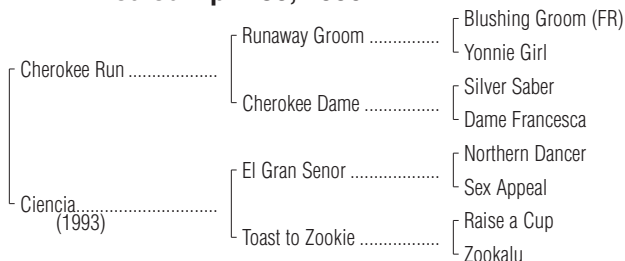 Blushing Groom (FR)
Runaway Groom ................
Yonnie Girl
Cherokee Run ....................
Silver Saber
Cherokee Dame .................
Dame Francesca
Northern Dancer
El Gran Senor ....................
Sex Appeal
Ciencia................................
(1993)
Raise a Cup
Toast to Zookie ..................
Zookalu